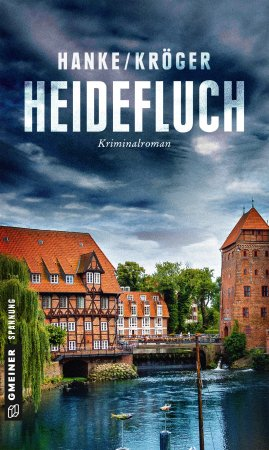 HANKE/KRÖGER
HEIDEFLUCH
Kriminalroman
GMEINER SPANNUNG